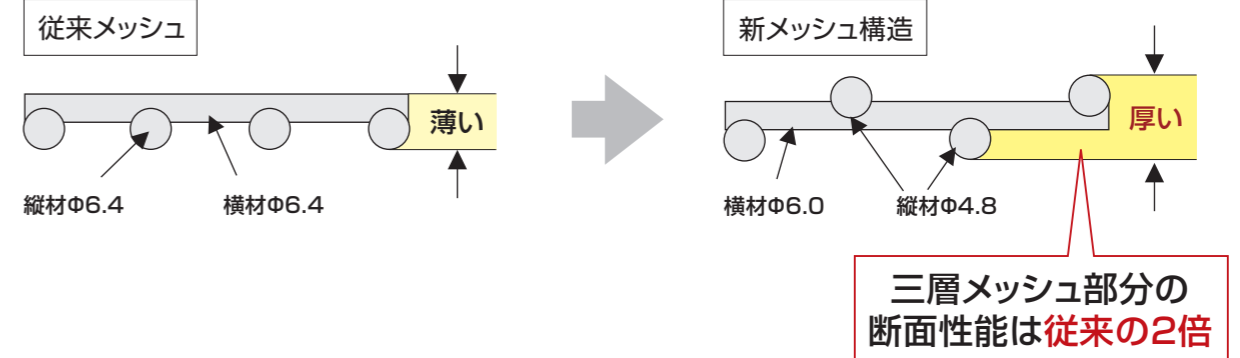 従来メッシュ
薄い
縦材Φ6.4
横材Φ6.4
新メッシュ構造
厚い
横材Φ6.0
縦材Φ4.8
三層メッシュ部分の
断面性能は従来の2倍